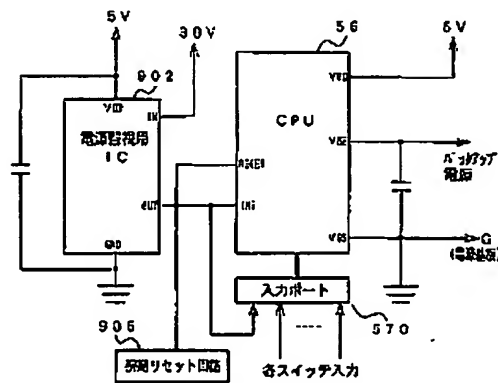 5V
30V
56
5V
902
VDD
IN
電源監視用
IC
CPU
VDD
RESET
バックアップ
電源
OUT
INT
GND
VSS
G
(電源基板)
入力ポート
570
905
初期リセット回路
各スイッチ入力